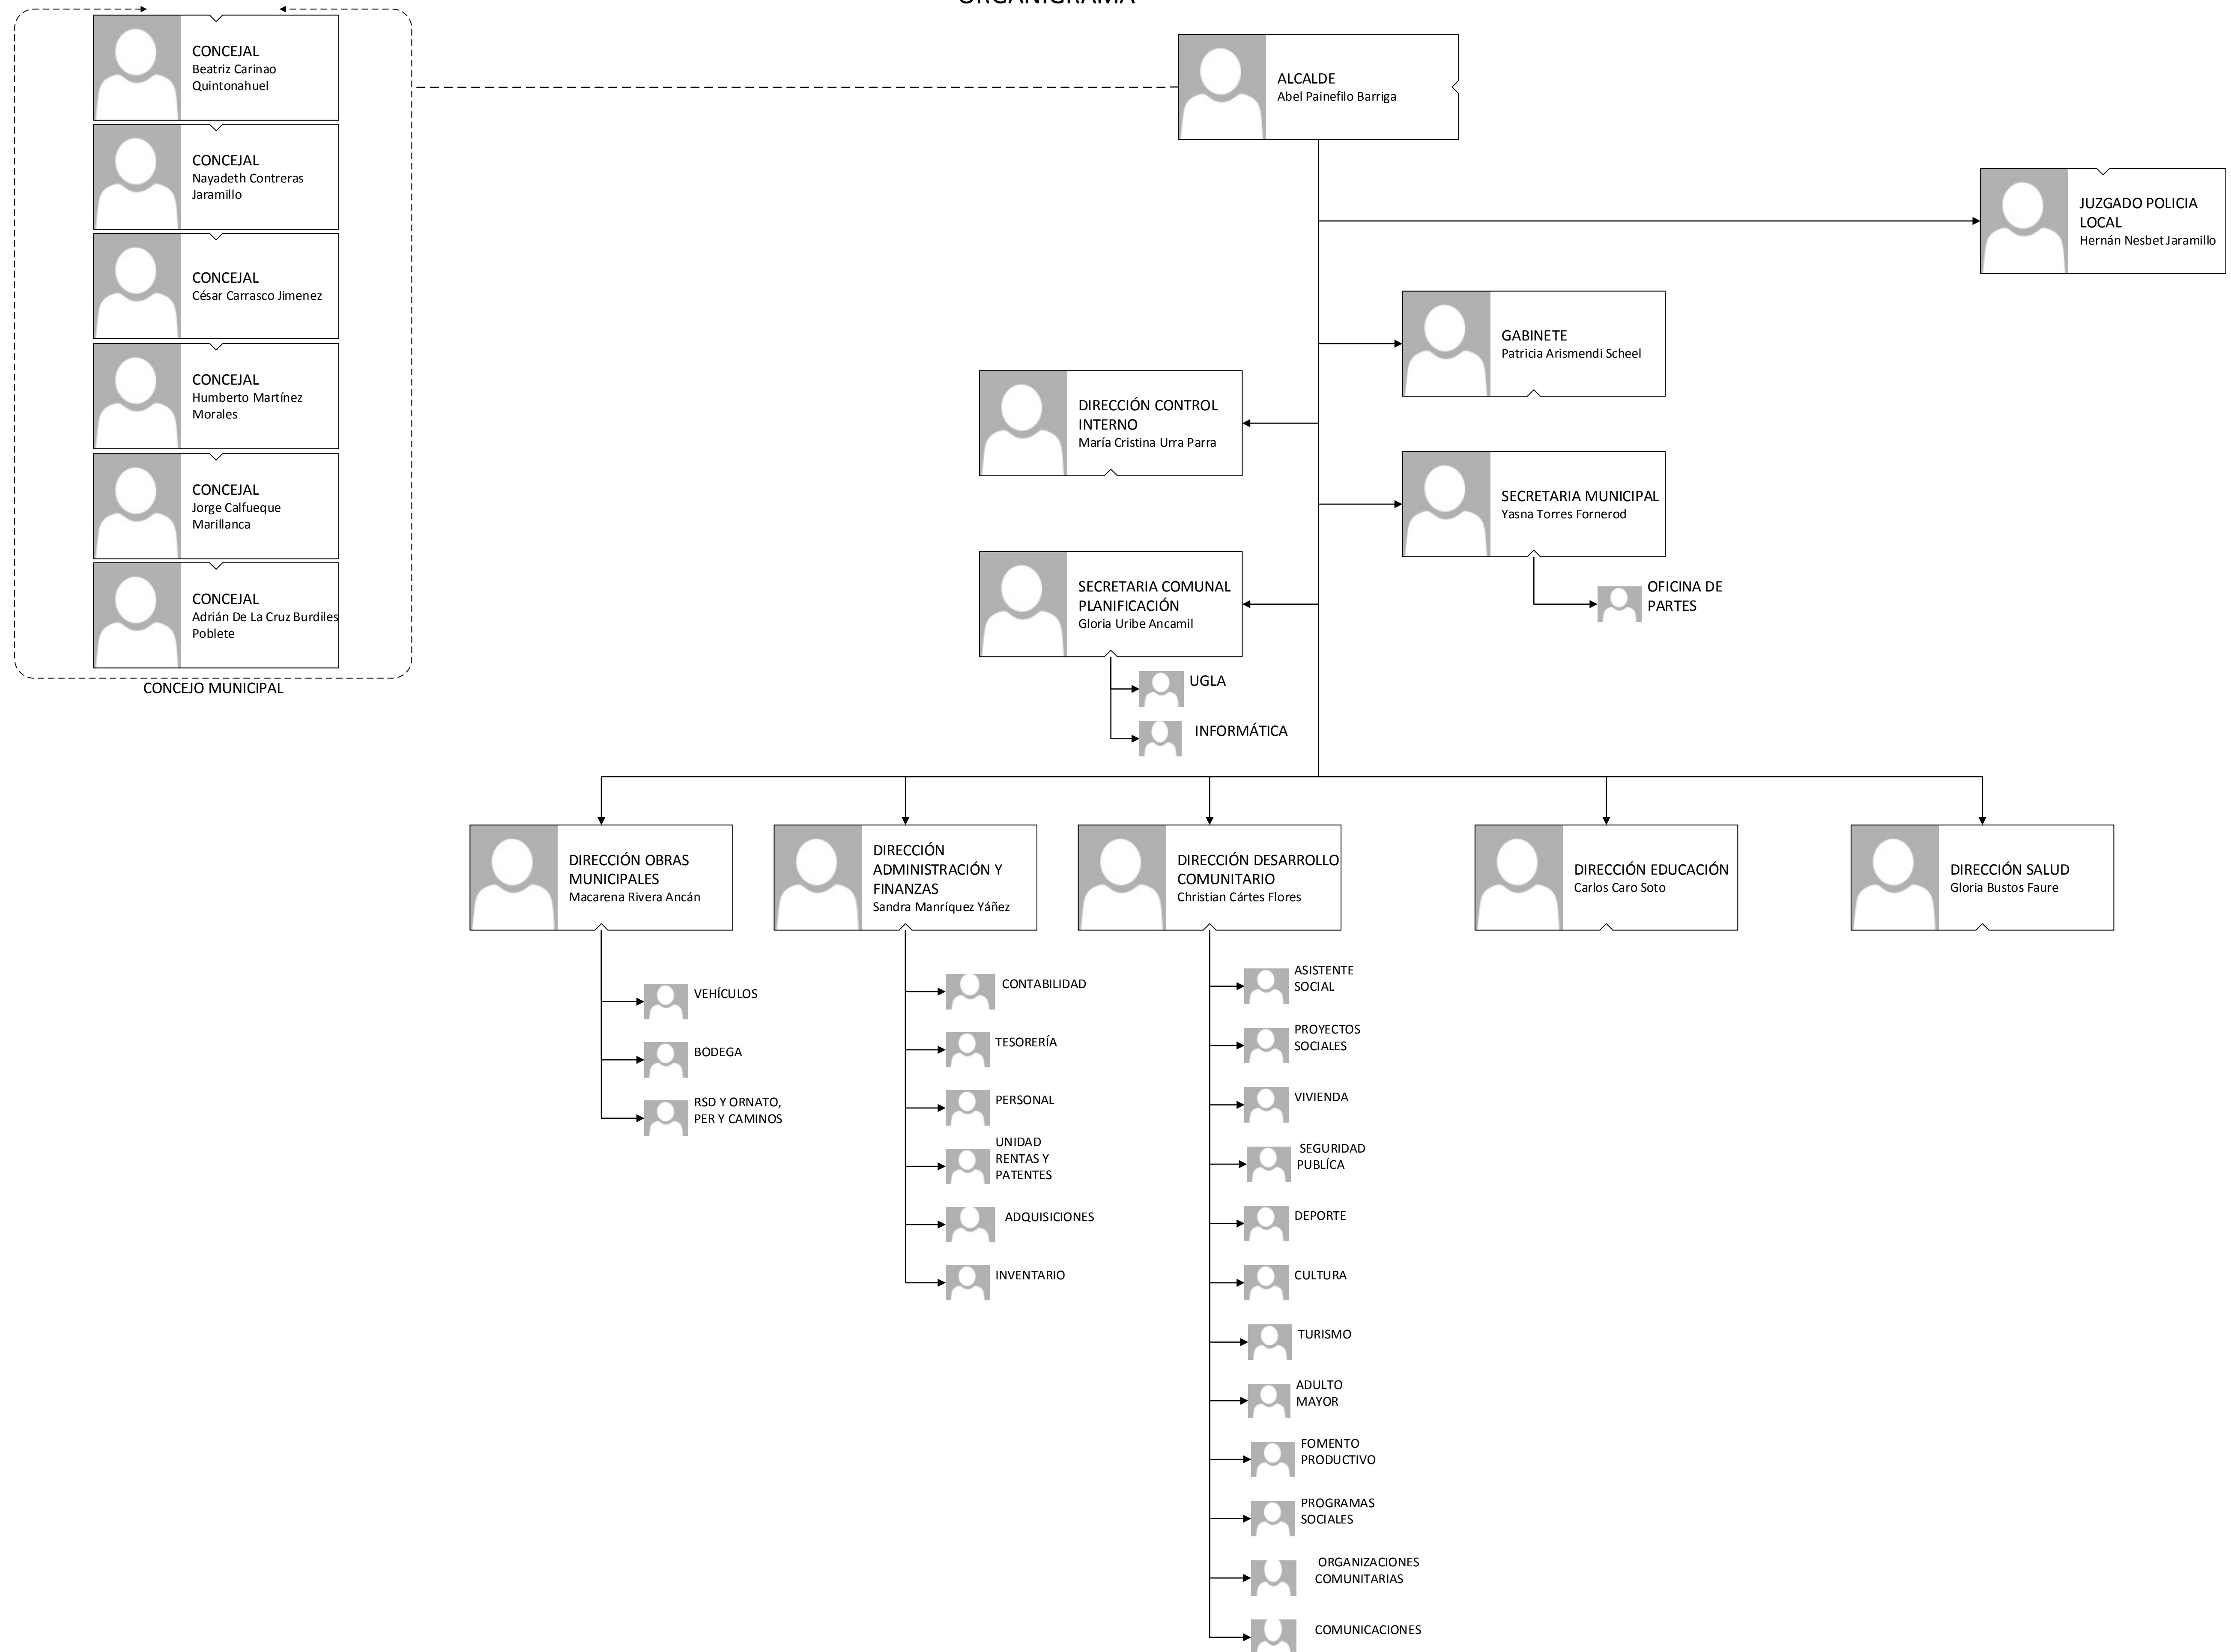 ORGANIGRAMA
CONCEJAL
Beatriz Carinao
Quintonahuel
CONCEJAL
Nayadeth Contreras
Jaramillo
CONCEJAL
César Carrasco Jimenez
CONCEJAL
Humberto Martínez
Morales
CONCEJAL
Jorge Calfueque
Marillanca
CONCEJAL
Adrián De La Cruz Burdiles
Poblete
CONCEJO MUNICIPAL
ALCALDE
Abel Painefilo Barriga
JUZGADO POLICIA
LOCAL
Hernán Nesbet Jaramillo
GABINETE
Patricia Arismendi Scheel
DIRECCIÓN CONTROL
INTERNO
María Cristina Urra Parra
SECRETARIA MUNICIPAL
Yasna Torres Fornerod
OFICINA DE
PARTES
SECRETARIA COMUNAL
PLANIFICACIÓN
Gloria Uribe Ancamil
UGLA
INFORMÁTICA
DIRECCIÓN OBRAS
MUNICIPALES
Macarena Rivera Ancán
VEHÍCULOS
BODEGA
RSD Y ORNATO,
PER Y CAMINOS
DIRECCIÓN
ADMINISTRACIÓN Y
FINANZAS
Sandra Manríquez Yáñez
CONTABILIDAD
TESORERÍA
PERSONAL
UNIDAD
RENTAS Y
PATENTES
ADQUISICIONES
INVENTARIO
DIRECCIÓN DESARROLLO
COMUNITARIO
Christian Cártes Flores
ASISTENTE
SOCIAL
PROYECTOS
SOCIALES
VIVIENDA
SEGURIDAD
PUBLÍCA
DEPORTE
CULTURA
TURISMO
ADULTO
MAYOR
FOMENTO
PRODUCTIVO
PROGRAMAS
SOCIALES
ORGANIZACIONES
COMUNITARIAS
COMUNICACIONES
DIRECCIÓN EDUCACIÓN
Carlos Caro Soto
DIRECCIÓN SALUD
Gloria Bustos Faure